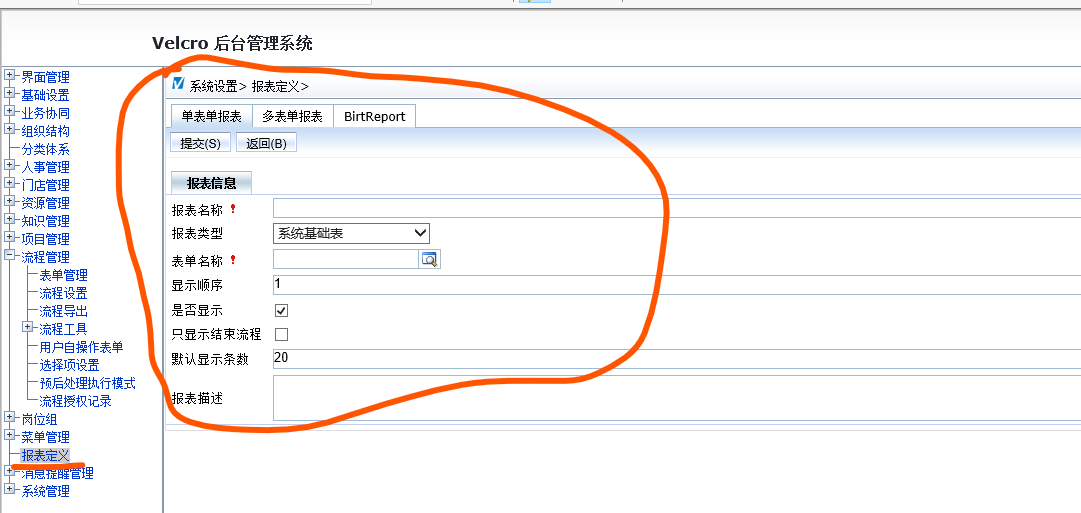 Velcro 后台管理系统
界面管理
基础设置
业务协同
组织结构
分类体系
人事管理
门店管理
资源管理
知识管理
项目管理
流程管理
表单管理
流程设置
流程导出
流程工具
用户自操作表单
选择项设置
预后处理执行模式
流程授权记录
岗位组
菜单管理
报表定义
消息提醒管理
系统管理
系统设置> 报表定义>
单表单报表 多表单报表 BirtReport
提交(S) 返回(B)
报表信息
报表名称 !
报表类型 系统基础表
表单名称 !
显示顺序 1
是否显示
只显示结束流程
默认显示条数 20
报表描述